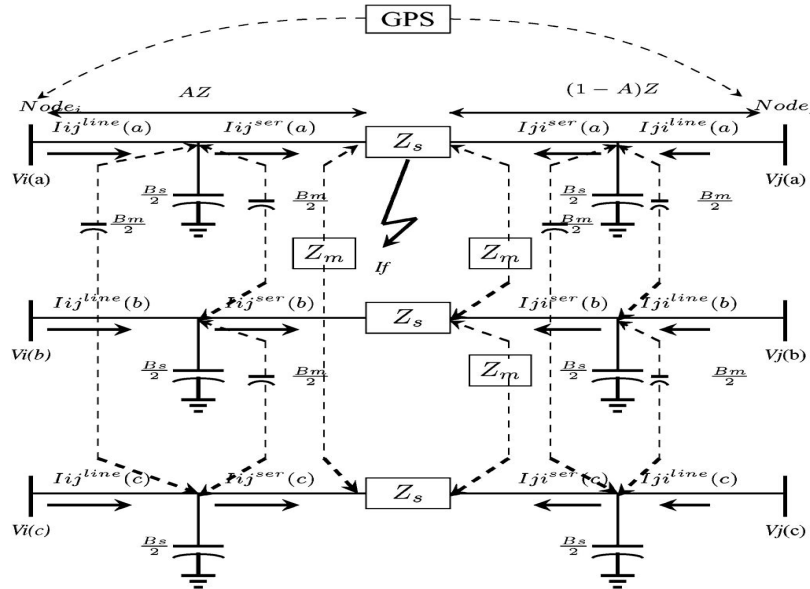 GPS
AZ
(1 − A)Z
Node_i
Node
Iij^{line}(a)
Iij^{ser}(a)
Z_s
Iji^{ser}(a)
Iji^{line}(a)
Vi(a)
Vj(a)
Bs/2
Bm/2
Bs/2
Bm/2
Bm/2
Bm/2
Z_m
If
Z_m
Iij^{line}(b)
Iij^{ser}(b)
Z_s
Iji^{ser}(b)
Iji^{line}(b)
Vi(b)
Vj(b)
Bs/2
Bm/2
Z_m
Bs/2
Bm/2
Iij^{line}(c)
Iij^{ser}(c)
Z_s
Iji^{ser}(c)
Iji^{line}(c)
Vi(c)
Vj(c)
Bs/2
Bs/2